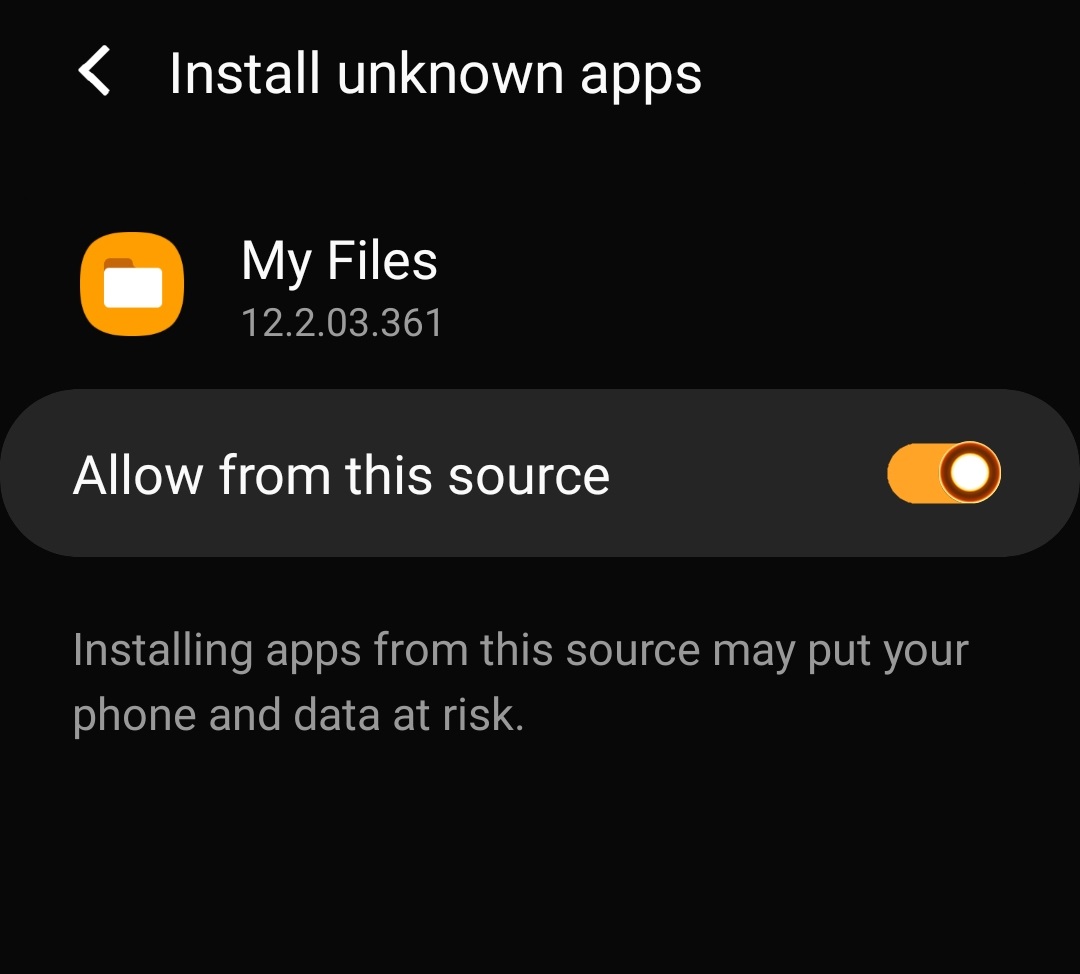 Install unknown apps
My Files
12.2.03.361
Allow from this source
Installing apps from this source may put your
phone and data at risk.